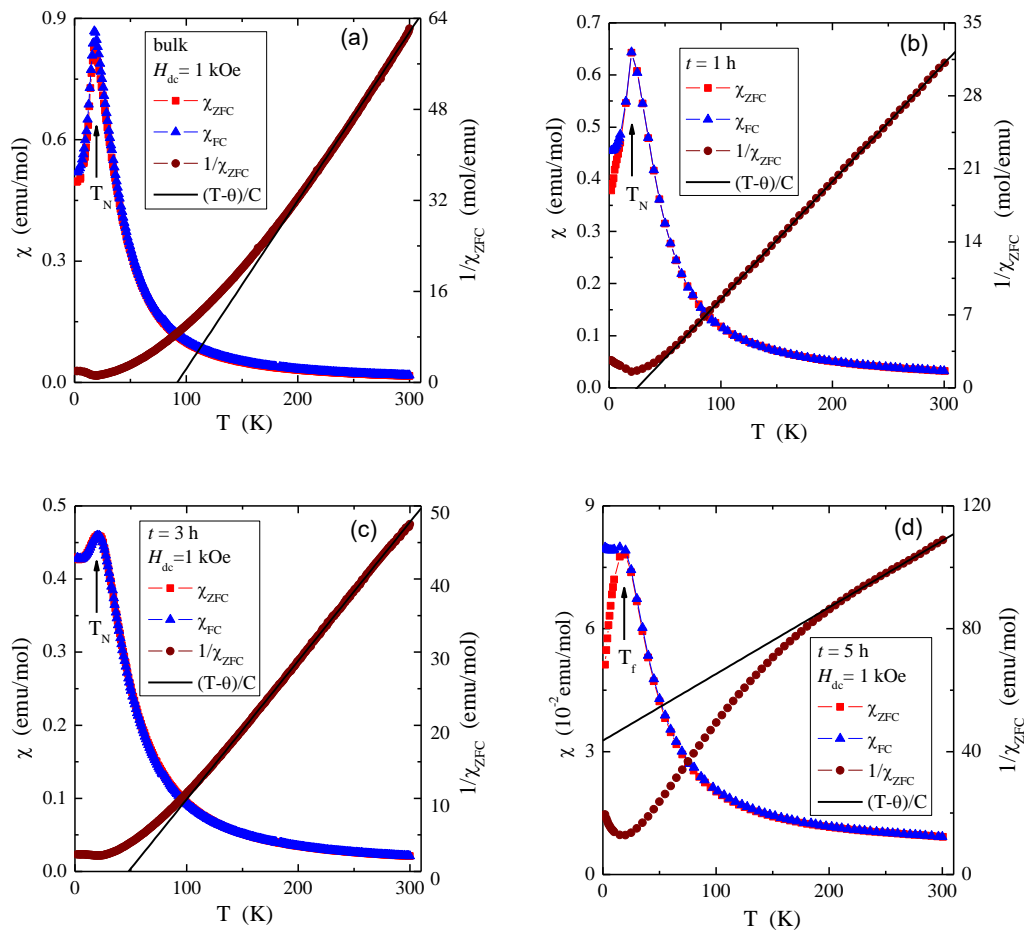 (a)
bulk
H_dc= 1 kOe
χ_ZFC
χ_FC
1/χ_ZFC
(T-θ)/C
T_N
0.0
0.3
0.6
0.9
χ (emu/mol)
0
16
32
48
64
1/χ_ZFC (mol/emu)
0
100
200
300
T (K)
(b)
t = 1 h
χ_ZFC
χ_FC
1/χ_ZFC
(T-θ)/C
T_N
0.0
0.1
0.2
0.3
0.4
0.5
0.6
0.7
χ (emu/mol)
0
7
14
21
28
35
1/χ_ZFC (mol/emu)
0
100
200
300
T (K)
(c)
t = 3 h
H_dc=1 kOe
χ_ZFC
χ_FC
1/χ_ZFC
(T-θ)/C
T_N
0.0
0.1
0.2
0.3
0.4
0.5
χ (emu/mol)
0
10
20
30
40
50
1/χ_ZFC (emu/mol)
0
100
200
300
T (K)
(d)
t = 5 h
H_dc= 1 kOe
χ_ZFC
χ_FC
1/χ_ZFC
(T-θ)/C
T_f
0
3
6
9
χ (10⁻² emu/mol)
0
40
80
120
1/χ_ZFC (emu/mol)
0
100
200
300
T (K)